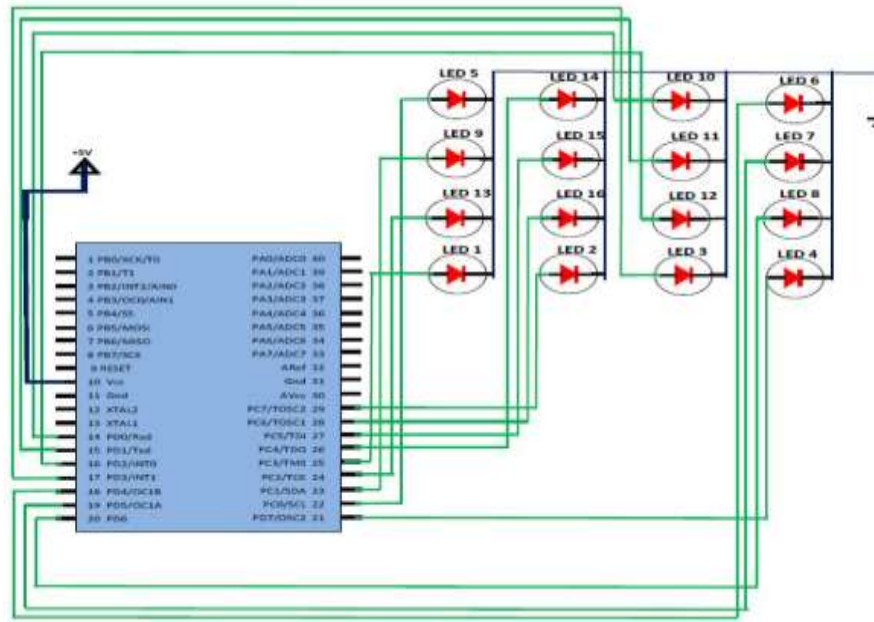 LED 5
LED 14
LED 10
LED 6
LED 9
LED 15
LED 11
LED 7
LED 13
LED 16
LED 12
LED 8
LED 1
LED 2
LED 3
LED 4
+5V
1 PB0/XCK/T0
PA0/ADC0 40
2 PB1/T1
PA1/ADC1 39
3 PB2/INT2/AIN0
PA2/ADC2 38
4 PB3/OC0/AIN1
PA3/ADC3 37
5 PB4/SS
PA4/ADC4 36
6 PB5/MOSI
PA5/ADC5 35
7 PB6/MISO
PA6/ADC6 34
8 PB7/SCK
PA7/ADC7 33
9 RESET
ARef 32
10 Vcc
Gnd 31
11 Gnd
AVcc 30
12 XTAL2
PC7/TOSC2 29
13 XTAL1
PC6/TOSC1 28
14 PD0/Rxd
PC5/TDI 27
15 PD1/Txd
PC4/TDO 26
16 PD2/INT0
PC3/TMS 25
17 PD3/INT1
PC2/TCK 24
18 PD4/OC1B
PC1/SDA 23
19 PD5/OC1A
PC0/SCL 22
20 PD6
PD7/OSC2 21